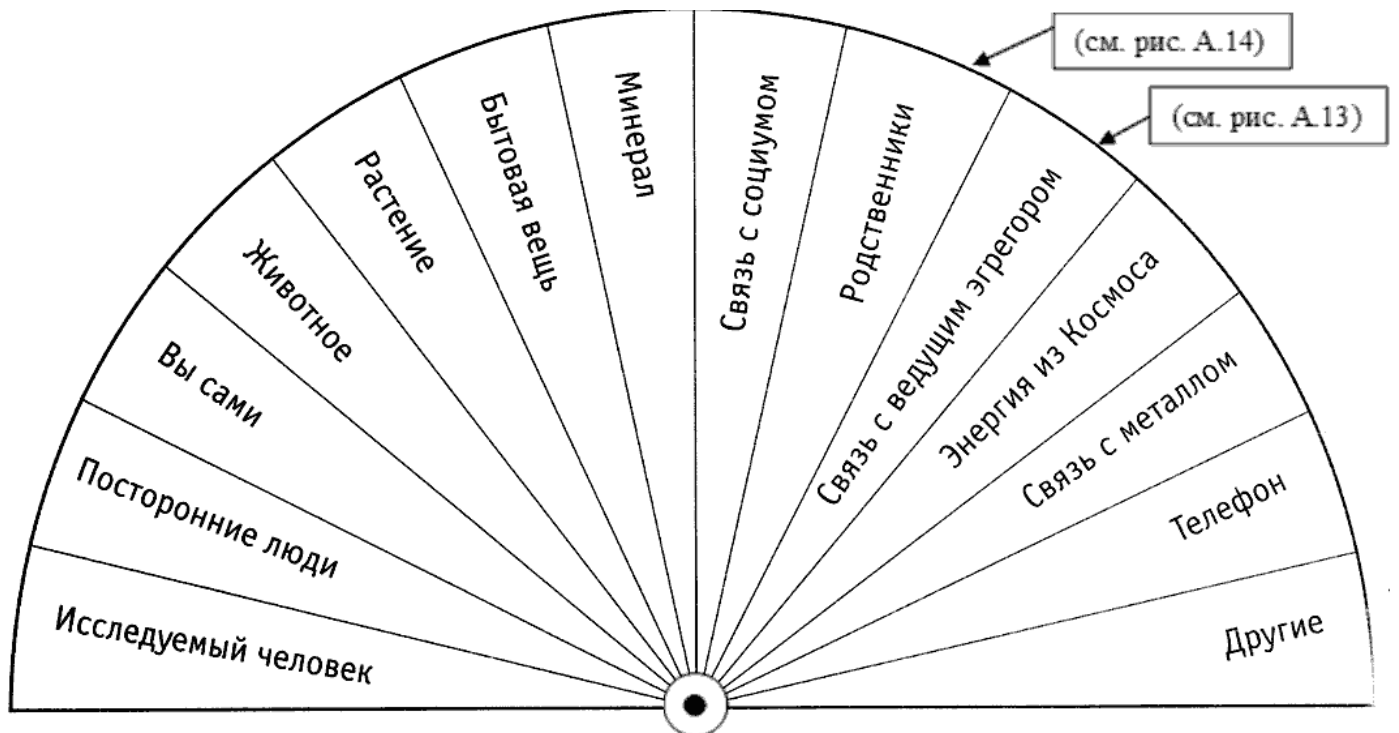 Исследуемый человек
Посторонние люди
Вы сами
Животное
Растение
Бытовая вещь
Минерал
Связь с социумом
Родственники
Связь с ведущим эгрегором
Энергия из Космоса
Связь с металлом
Телефон
Другие
(см. рис. А.14)
(см. рис. А.13)